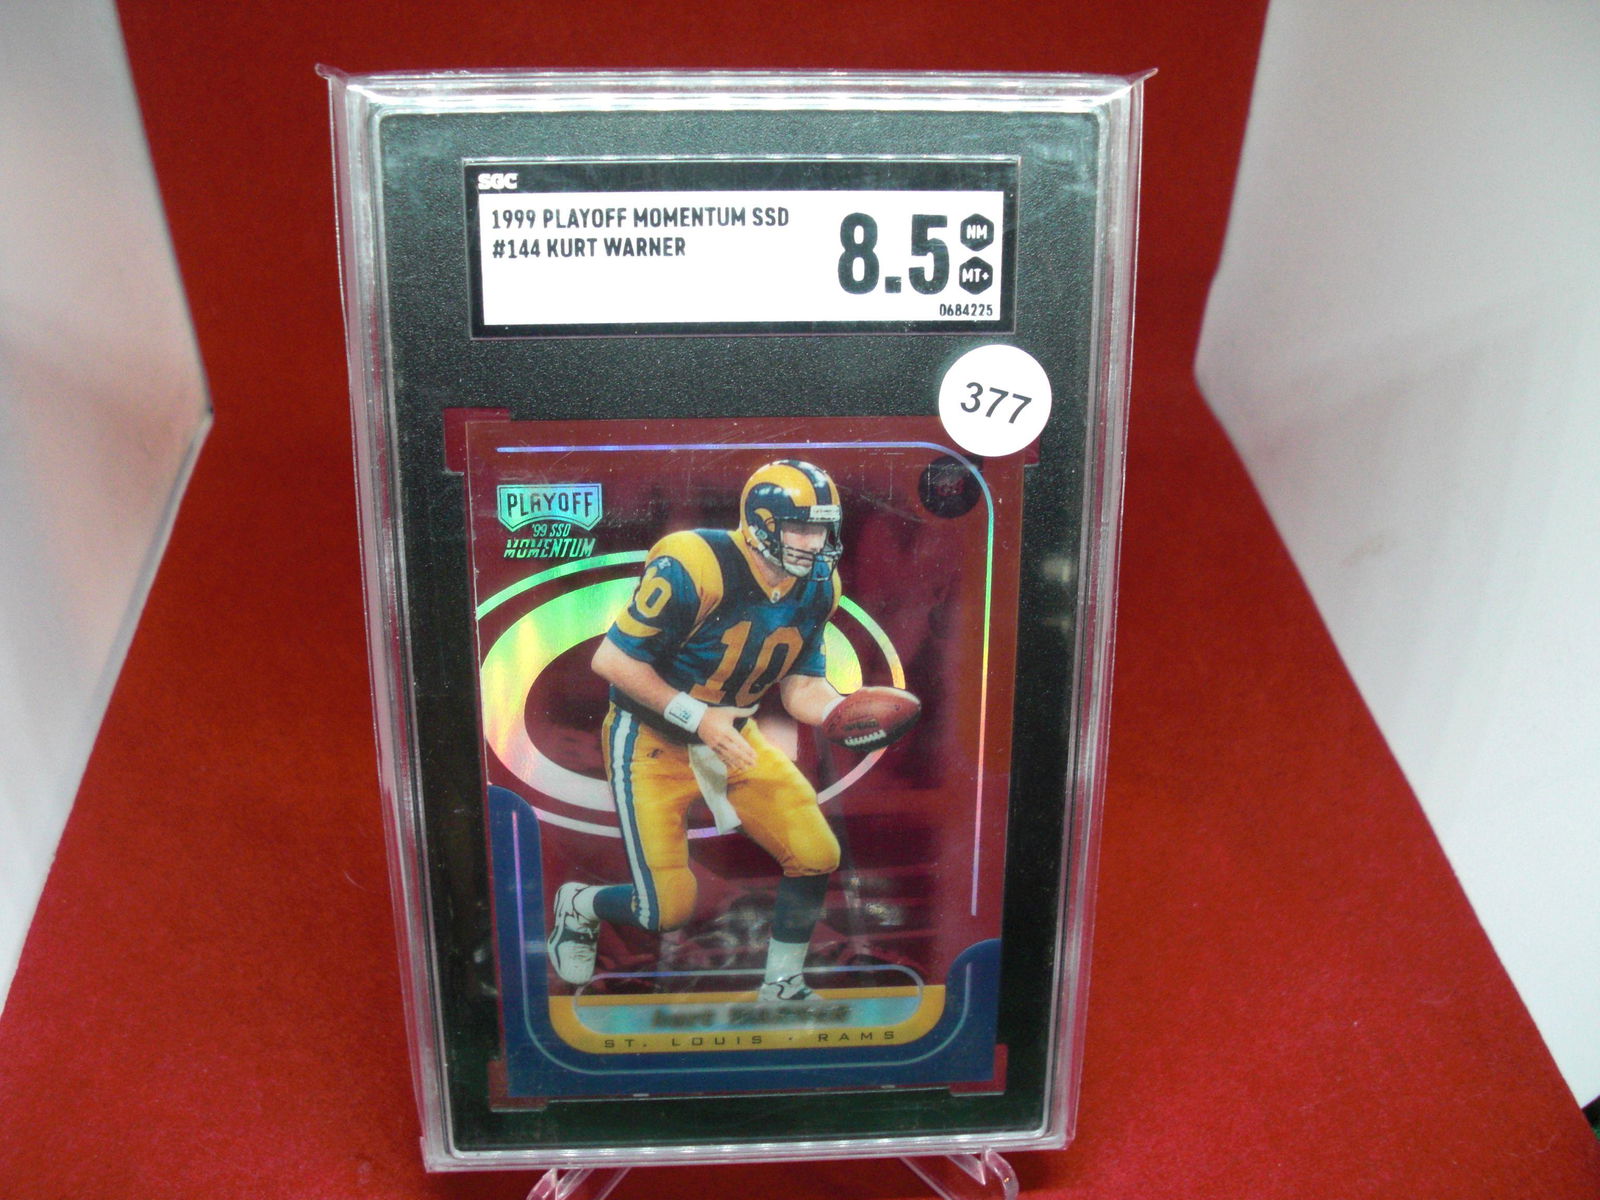 SGC
1999 PLAYOFF MOMENTUM SSD
#144 KURT WARNER
8.5
NM
MT+
0684225
377
PLAYOFF
'99 SSD
MOMENTUM
10
10
ST. LOUIS · RAMS